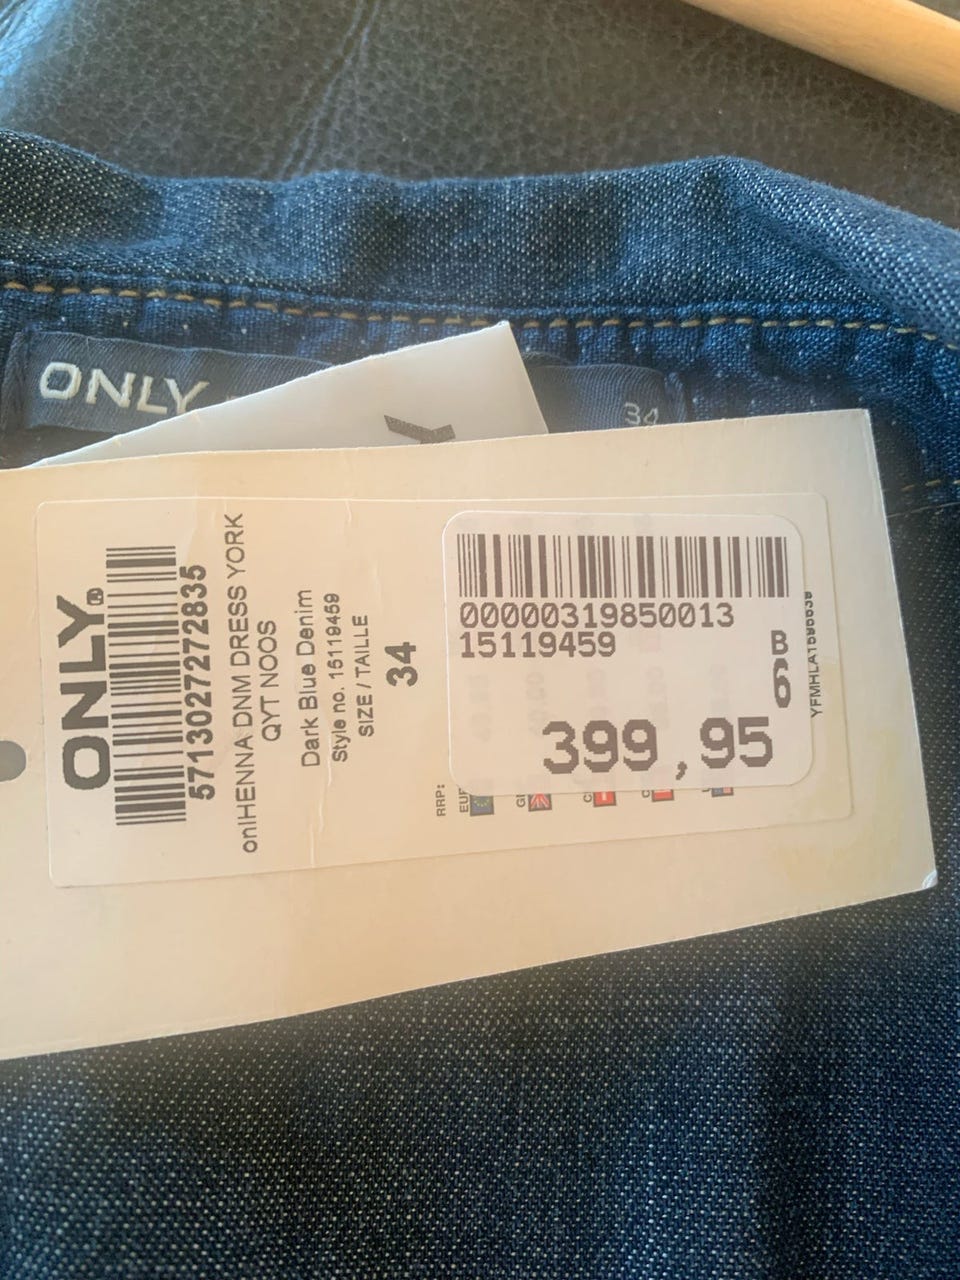 ONLY
34
ONLY®
5713027272835
onlHENNA DNM DRESS YORK
QYT NOOS
Dark Blue Denim
Style no. 15119459
SIZE / TAILLE
34
RRP:
EUR
00000319850013
15119459
B
6
399,95